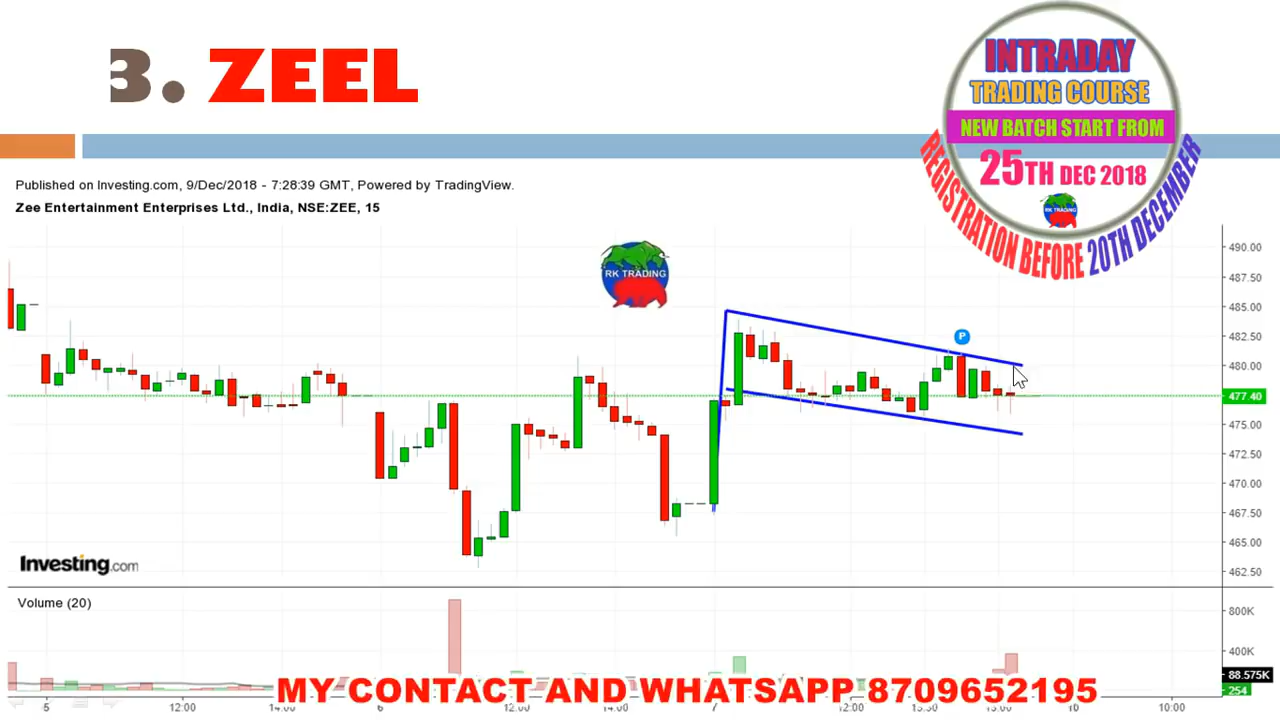 3. ZEEL
INTRADAY
TRADING COURSE
NEW BATCH START FROM
25TH DEC 2018
RK TRADING
REGISTRATION BEFORE 20TH DECEMBER
Published on Investing.com, 9/Dec/2018 - 7:28:39 GMT, Powered by TradingView.
Zee Entertainment Enterprises Ltd., India, NSE:ZEE, 15
RK TRADING
P
490.00
487.50
485.00
482.50
480.00
477.40
475.00
472.50
470.00
467.50
465.00
462.50
Investing.com
Volume (20)
800K
400K
88.575K
254
MY CONTACT AND WHATSAPP 8709652195
5 12:00 14:00 6 12:00 14:00 7 12:00 13:30 15:00 10 10:00